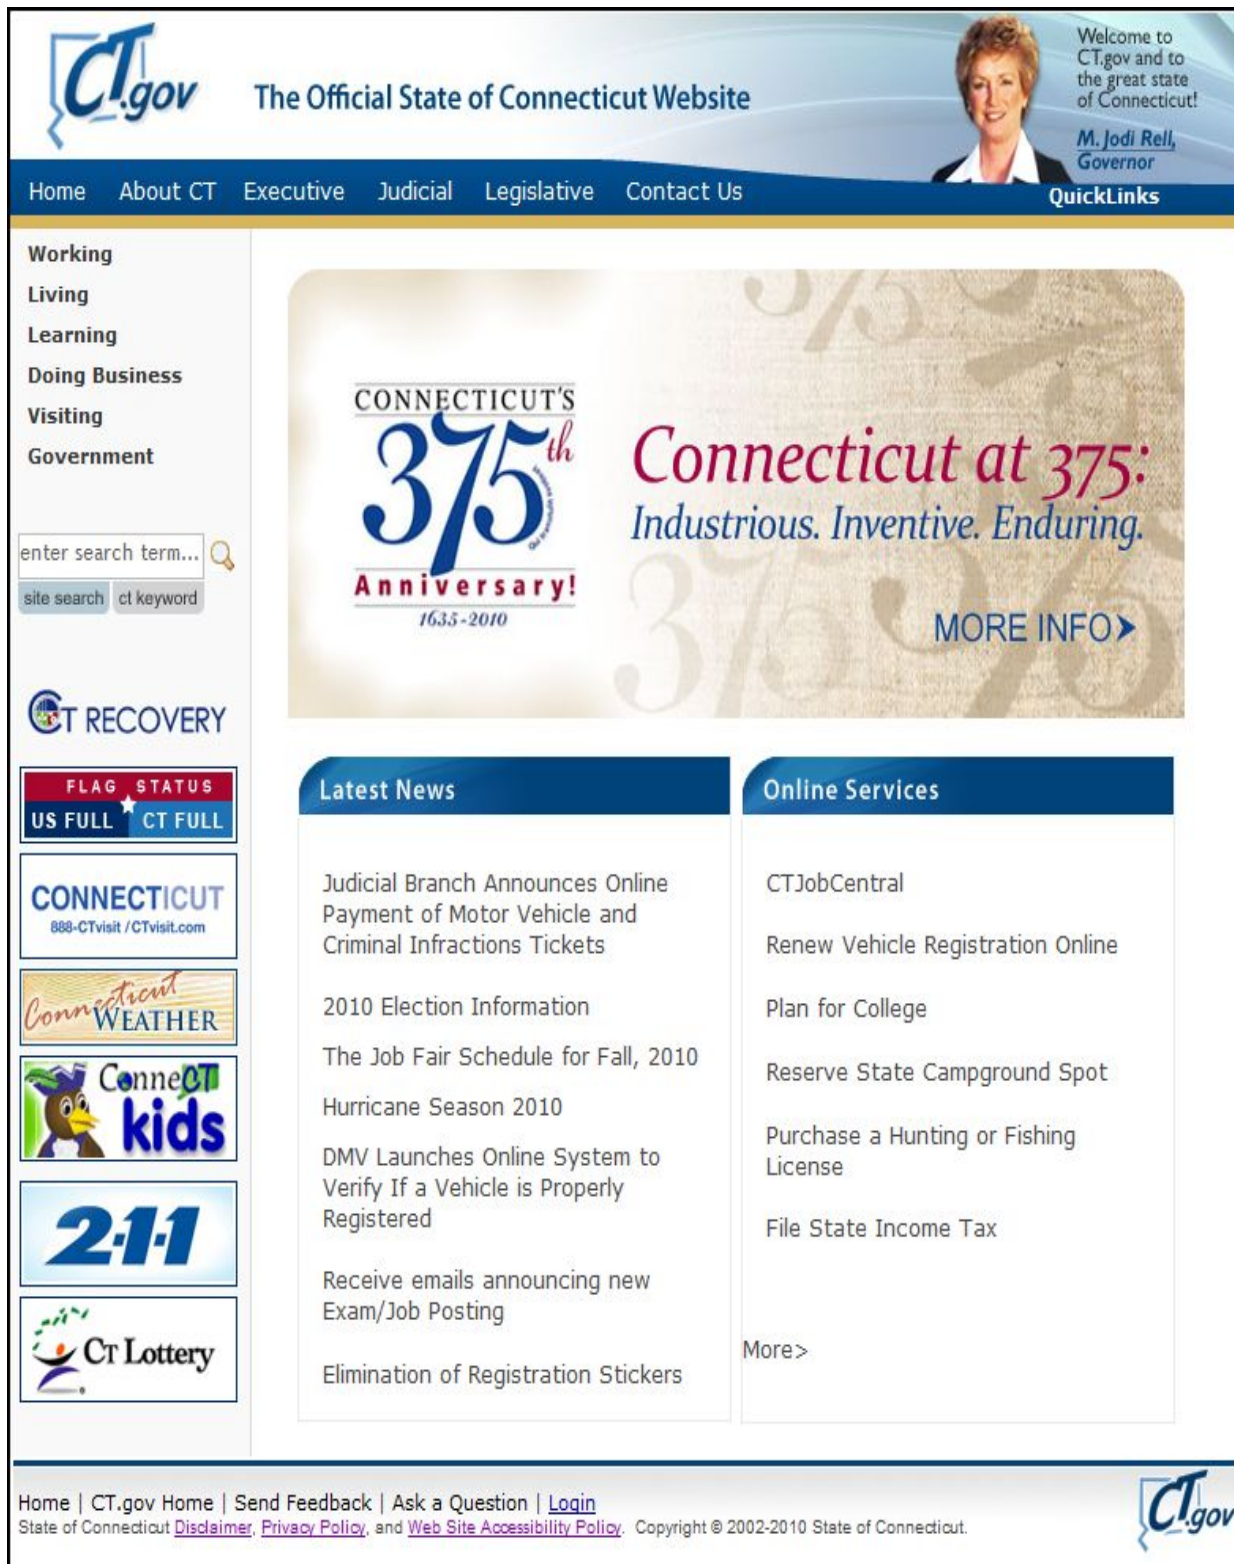 CT.gov
The Official State of Connecticut Website
Welcome to
CT.gov and to
the great state
of Connecticut!
M. Jodi Rell,
Governor
Home About CT Executive Judicial Legislative Contact Us
QuickLinks
Working
Living
Learning
Doing Business
Visiting
Government
enter search term...
site search ct keyword
CT RECOVERY
FLAG STATUS
US FULL CT FULL
CONNECTICUT
888-CTvisit / CTvisit.com
Connecticut
WEATHER
ConneCT
kids
2-1-1
CT Lottery
CONNECTICUT'S
375th
Anniversary!
1635-2010
Connecticut at 375:
Industrious. Inventive. Enduring.
MORE INFO
Latest News
Judicial Branch Announces Online
Payment of Motor Vehicle and
Criminal Infractions Tickets
2010 Election Information
The Job Fair Schedule for Fall, 2010
Hurricane Season 2010
DMV Launches Online System to
Verify If a Vehicle is Properly
Registered
Receive emails announcing new
Exam/Job Posting
Elimination of Registration Stickers
Online Services
CTJobCentral
Renew Vehicle Registration Online
Plan for College
Reserve State Campground Spot
Purchase a Hunting or Fishing
License
File State Income Tax
More>
Home | CT.gov Home | Send Feedback | Ask a Question | Login
State of Connecticut Disclaimer, Privacy Policy, and Web Site Accessibility Policy. Copyright © 2002-2010 State of Connecticut.
CT.gov